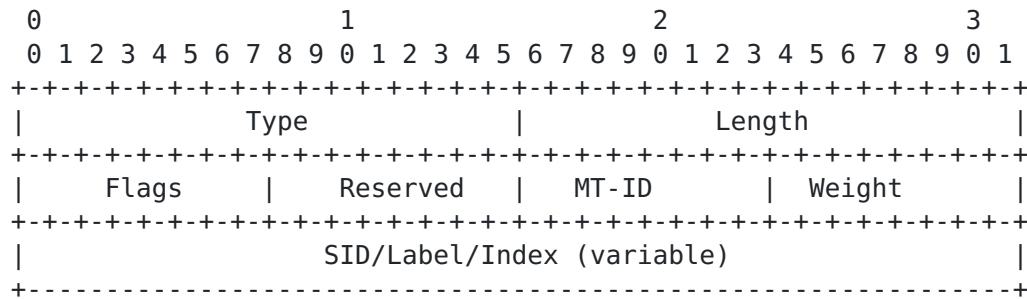 0                   1                   2                   3
 0 1 2 3 4 5 6 7 8 9 0 1 2 3 4 5 6 7 8 9 0 1 2 3 4 5 6 7 8 9 0 1
+-+-+-+-+-+-+-+-+-+-+-+-+-+-+-+-+-+-+-+-+-+-+-+-+-+-+-+-+-+-+-+-+
|              Type             |            Length             |
+-+-+-+-+-+-+-+-+-+-+-+-+-+-+-+-+-+-+-+-+-+-+-+-+-+-+-+-+-+-+-+-+
|     Flags     |    Reserved   |   MT-ID       |  Weight       |
+-+-+-+-+-+-+-+-+-+-+-+-+-+-+-+-+-+-+-+-+-+-+-+-+-+-+-+-+-+-+-+-+
|                   SID/Label/Index (variable)                  |
+---------------------------------------------------------------+